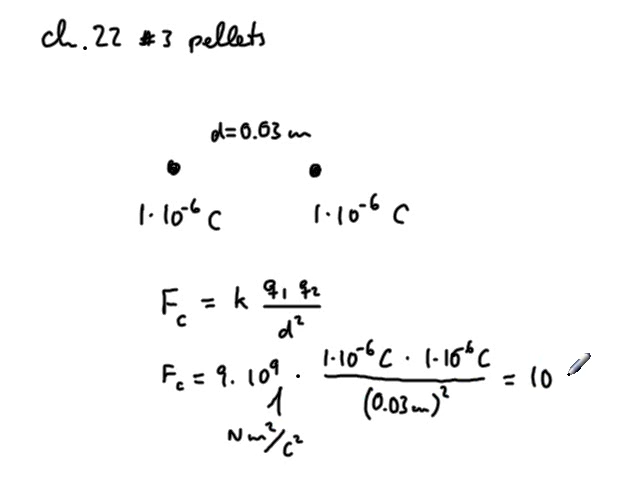 ch. 22 #3 pellets
d=0.03 m
1·10⁻⁶ C 1·10⁻⁶ C
F_c = k q₁ q₂ / d²
F_c = 9·10⁹ · 1·10⁻⁶ C · 1·10⁻⁶ C / (0.03 m)² = 10
Nm²/C²